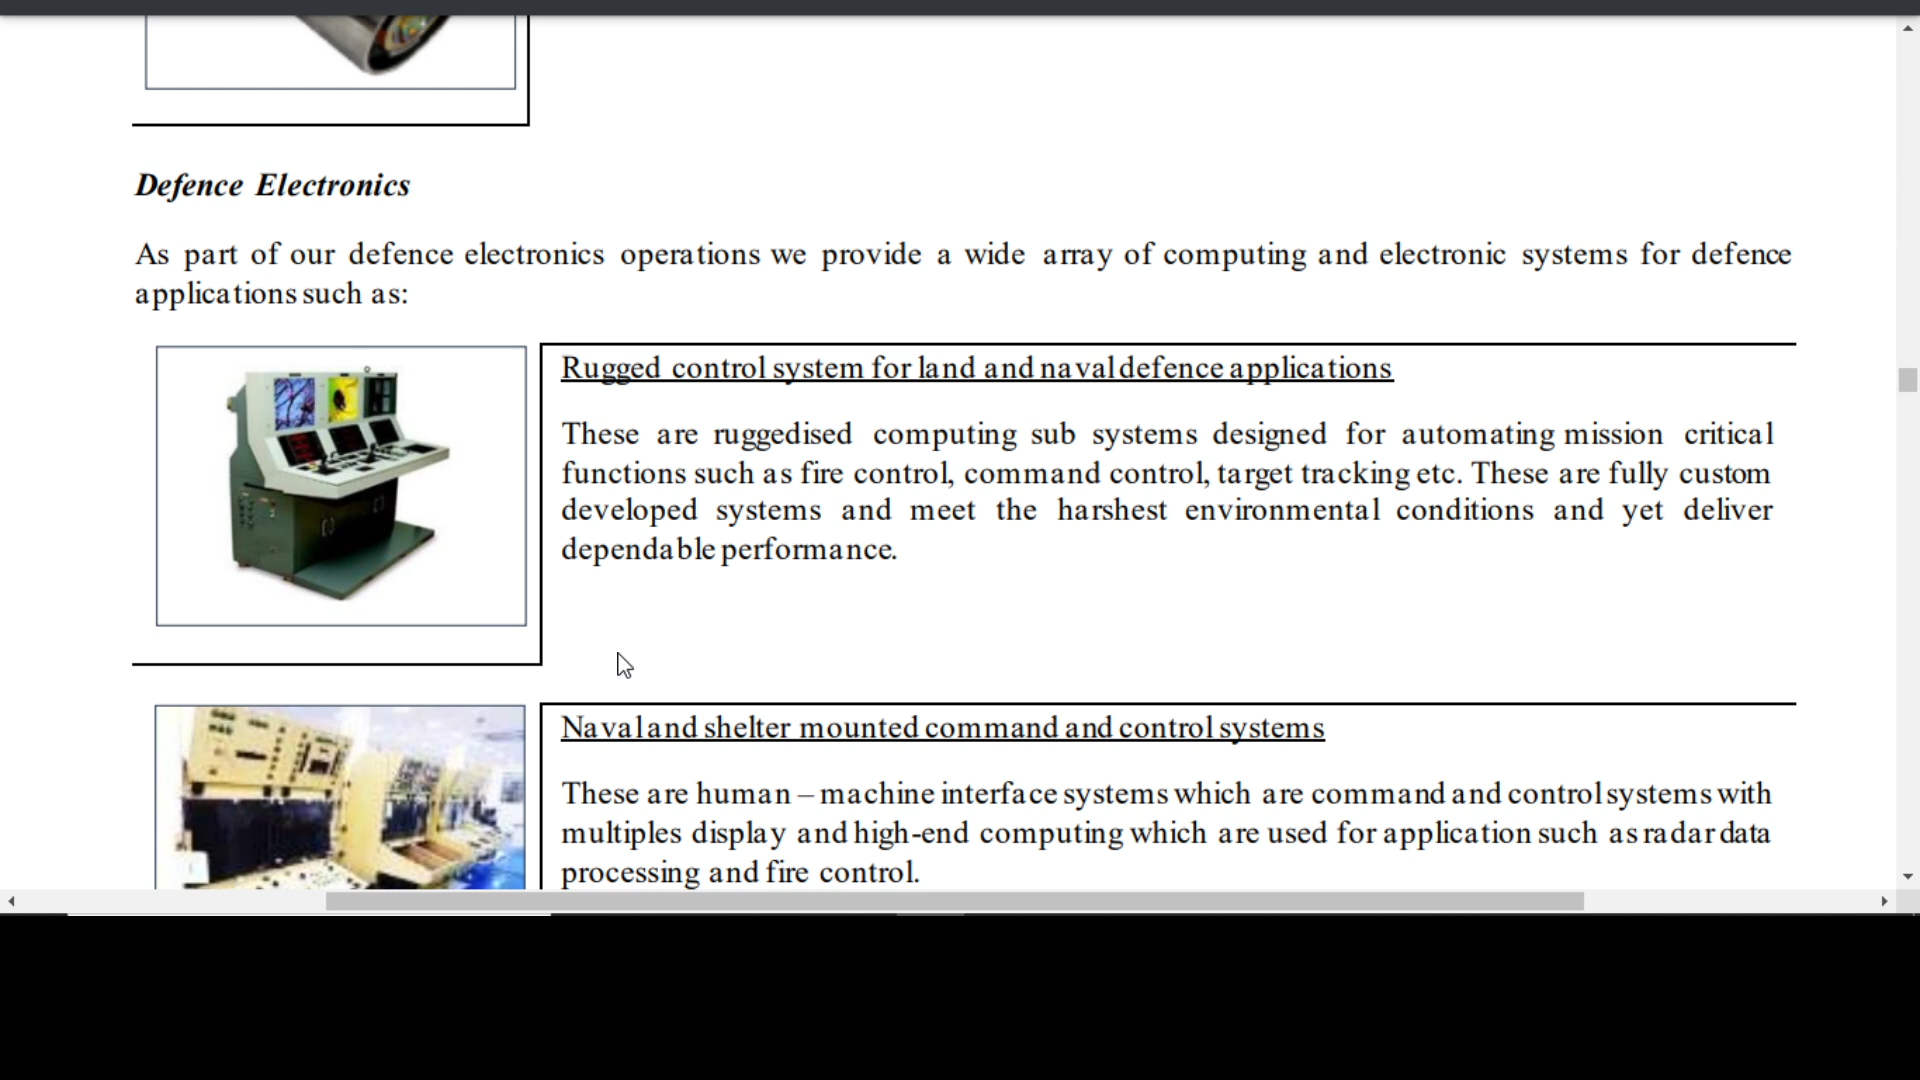 Defence Electronics
As part of our defence electronics operations we provide a wide array of computing and electronic systems for defence
applications such as:
Rugged control system for land and naval defence applications
These are ruggedised computing sub systems designed for automating mission critical
functions such as fire control, command control, target tracking etc. These are fully custom
developed systems and meet the harshest environmental conditions and yet deliver
dependable performance.
Naval and shelter mounted command and control systems
These are human – machine interface systems which are command and control systems with
multiples display and high-end computing which are used for application such as radar data
processing and fire control.